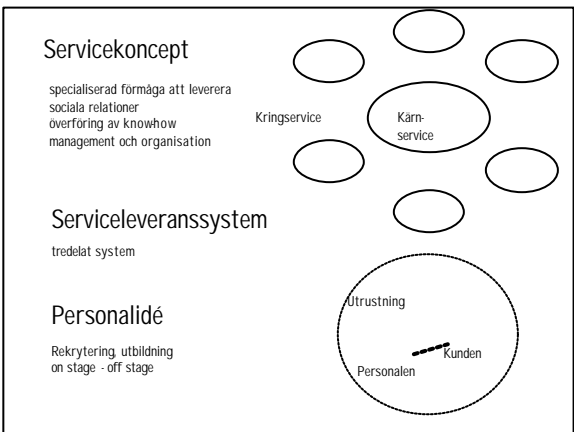 Servicekoncept
specialiserad förmåga att leverera
sociala relationer
överföring av knowhow
management och organisation
Kringservice
Kärn-
service
Serviceleveranssystem
tredelat system
Personalidé
Rekrytering, utbildning
on stage - off stage
Utrustning
Kunden
Personalen